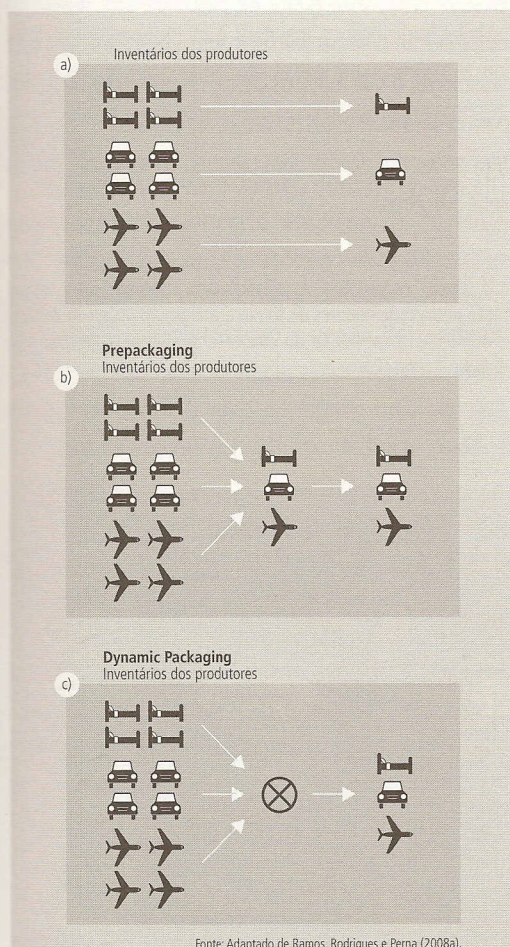 Inventários dos produtores
a)
Prepackaging
Inventários dos produtores
b)
Dynamic Packaging
Inventários dos produtores
c)
Fonte: Adaptado de Ramos, Rodrigues e Perna (2008a).